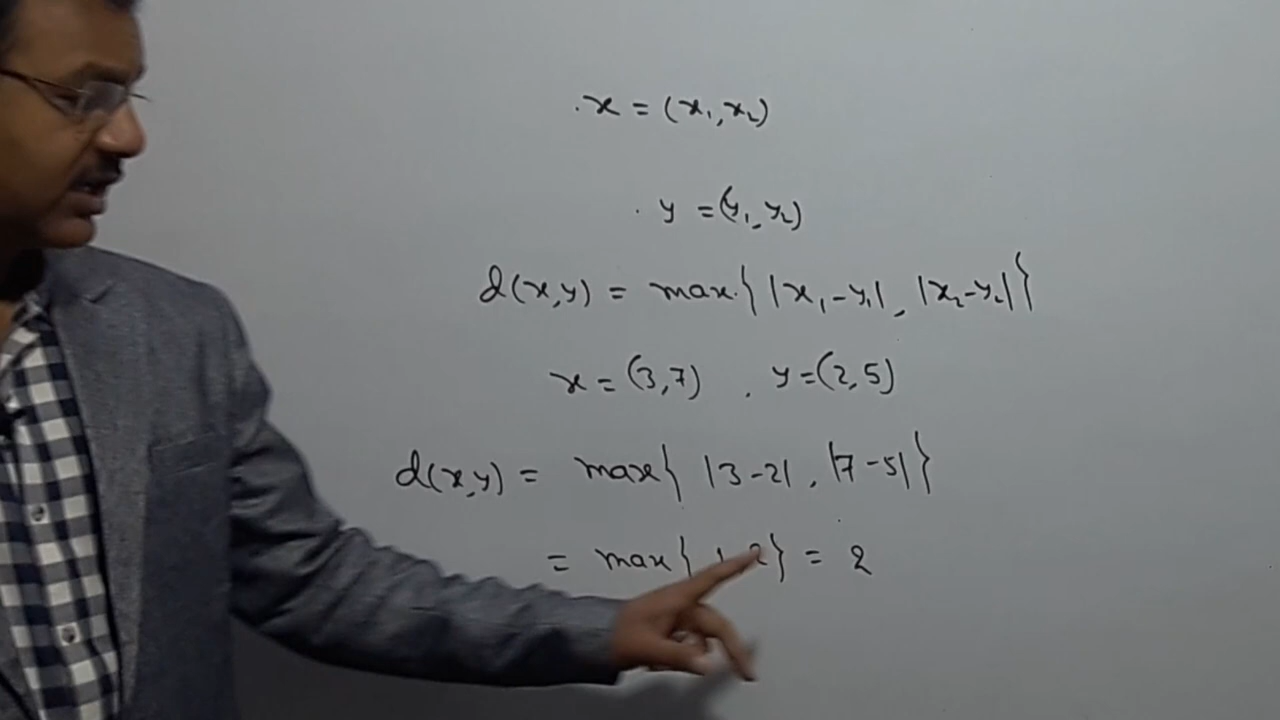 x = (x₁, x₂)
y = (y₁, y₂)
d(x,y) = max { |x₁-y₁|, |x₂-y₂| }
x = (3,7) , y = (2,5)
d(x,y) = max { |3-2|, |7-5| }
= max { 1, 2 } = 2